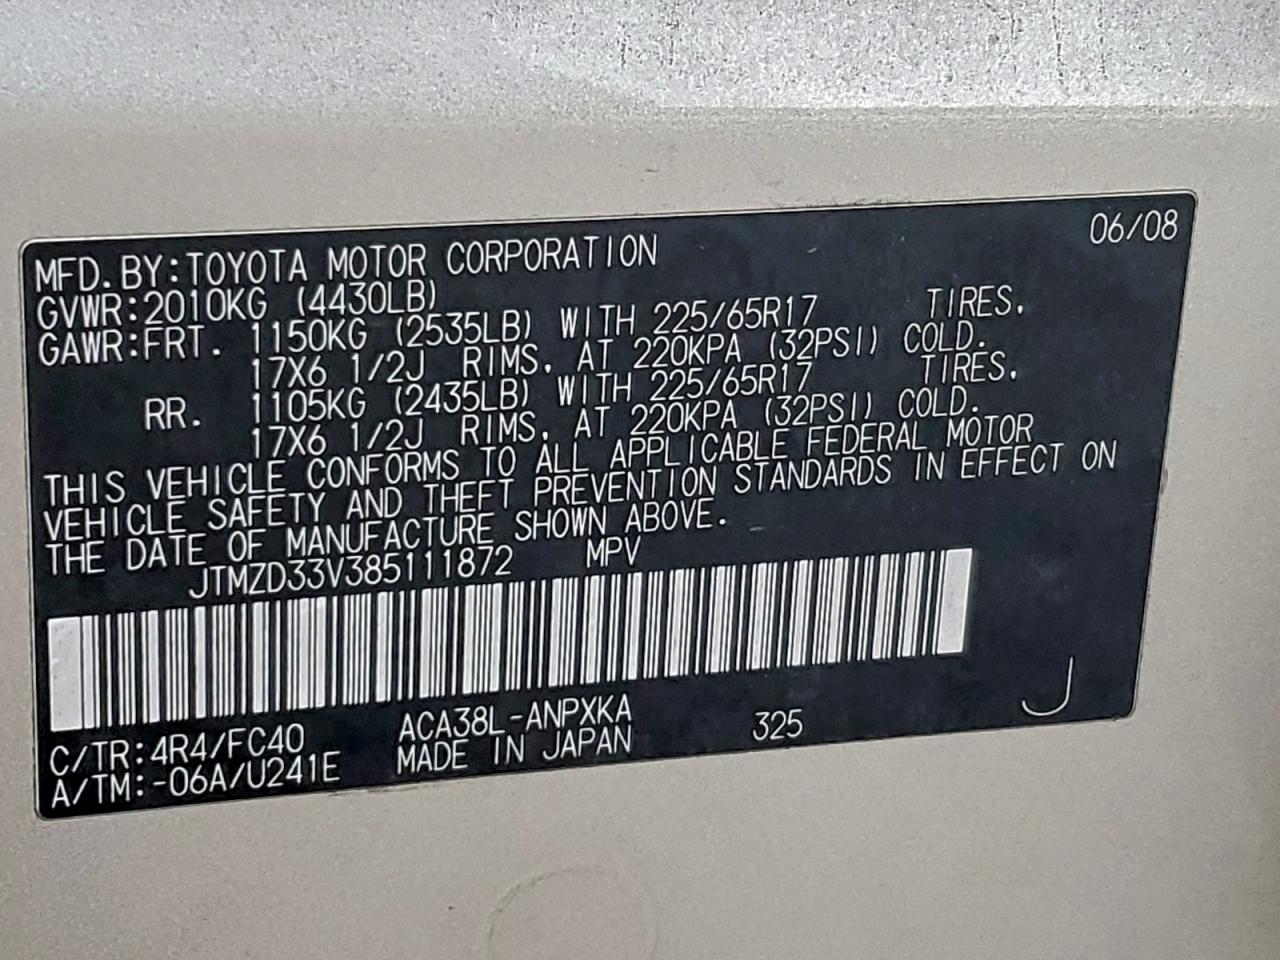 06/08
MFD.BY:TOYOTA MOTOR CORPORATION
GVWR:2010KG (4430LB)
GAWR:FRT. 1150KG (2535LB) WITH 225/65R17 TIRES,
17X6 1/2J RIMS, AT 220KPA (32PSI) COLD.
RR. 1105KG (2435LB) WITH 225/65R17 TIRES,
17X6 1/2J RIMS, AT 220KPA (32PSI) COLD.
THIS VEHICLE CONFORMS TO ALL APPLICABLE FEDERAL MOTOR
VEHICLE SAFETY AND THEFT PREVENTION STANDARDS IN EFFECT ON
THE DATE OF MANUFACTURE SHOWN ABOVE.
JTMZD33V385111872 MPV
C/TR:4R4/FC40 ACA38L-ANPXKA 325 J
A/TM:-06A/U241E MADE IN JAPAN